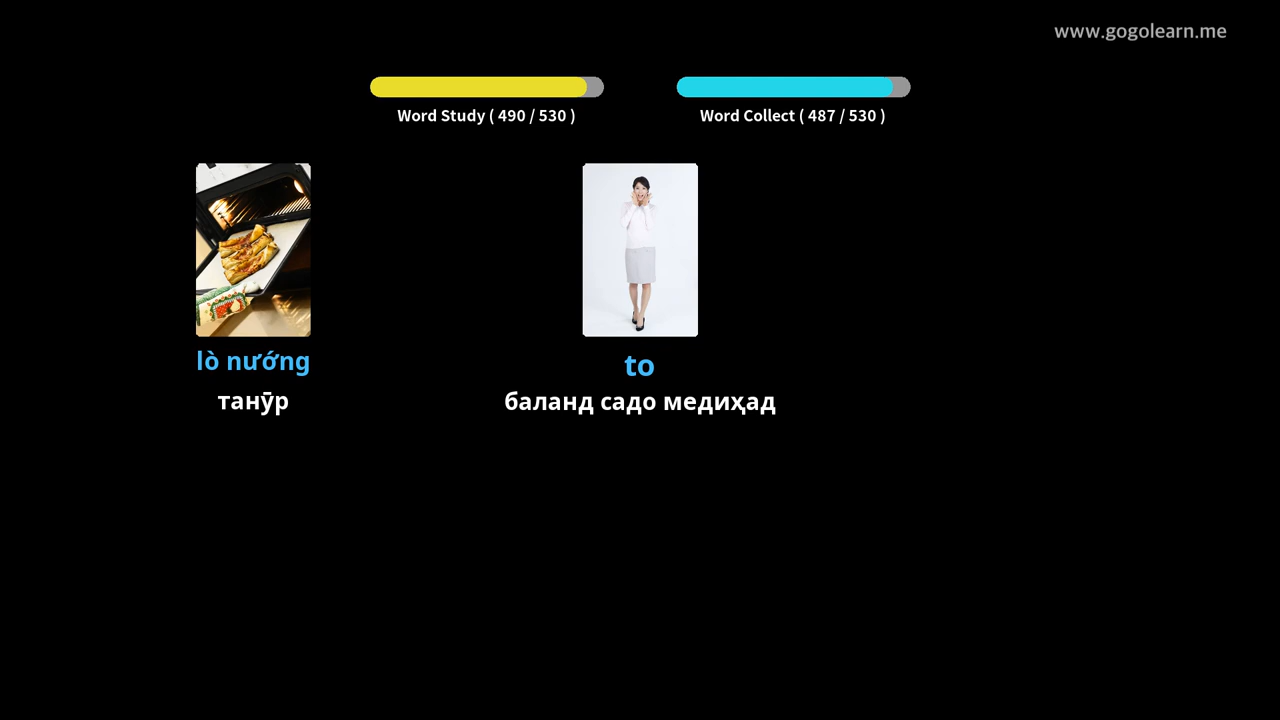 www.gogolearn.me
Word Study ( 490 / 530 )
Word Collect ( 487 / 530 )
lò nướng
танӯр
to
баланд садо медиҳад